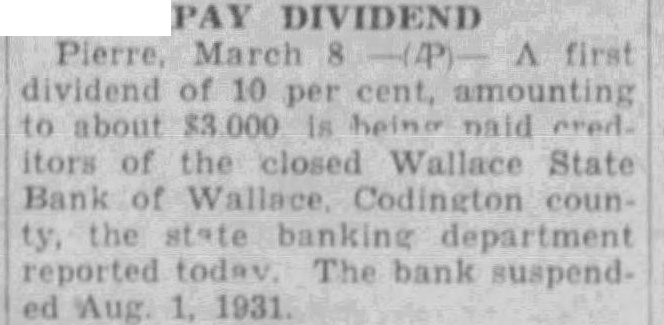 PAY DIVIDEND
Pierre, March 8 —(AP)— A first
dividend of 10 per cent, amounting
to about $3,000, is being paid cred-
itors of the closed Wallace State
Bank of Wallace, Codington coun-
ty, the state banking department
reported today. The bank suspend-
ed Aug. 1, 1931.